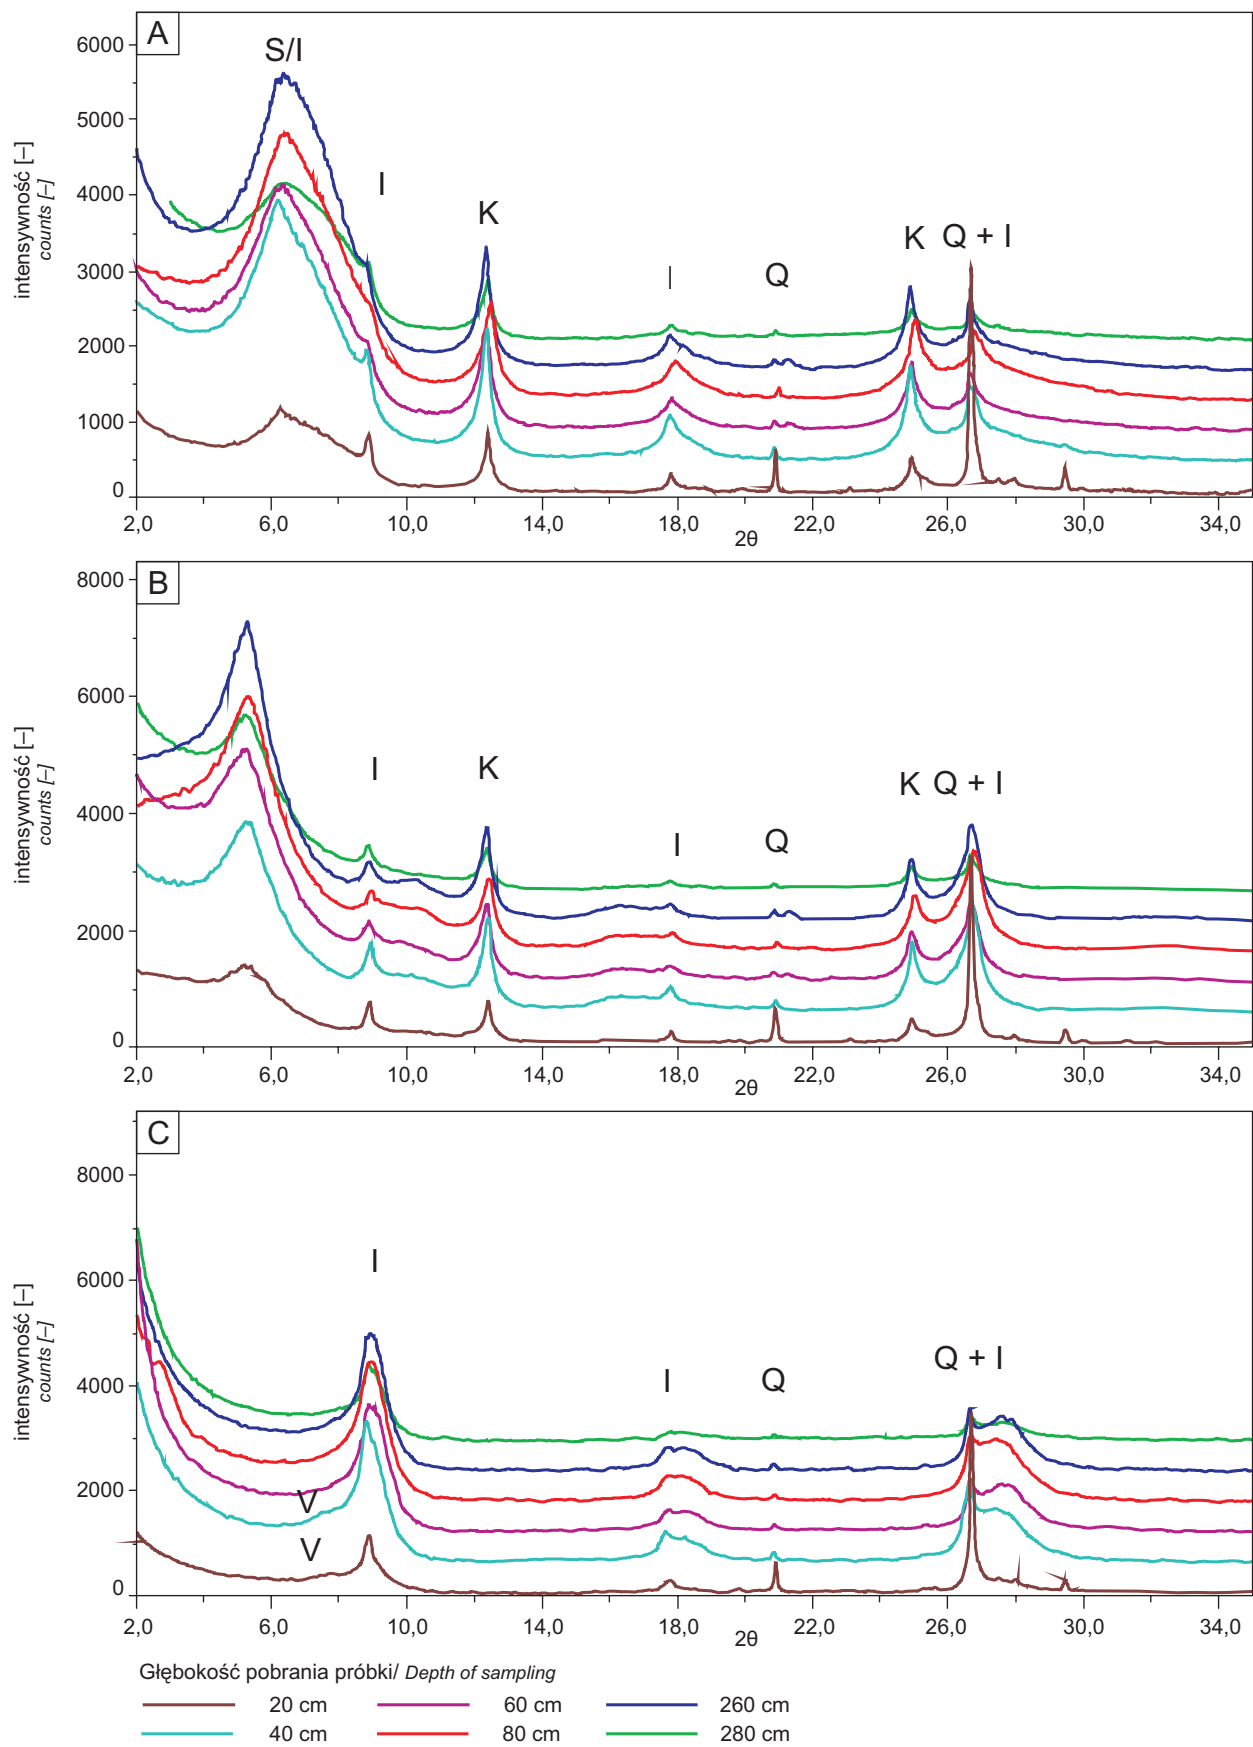 A
6000
S/I
5000
intensywność [–]
counts [–]
4000
I
K
K
Q + I
3000
I
Q
2000
1000
0
2,0
6,0
10,0
14,0
18,0
22,0
26,0
30,0
34,0
2θ
B
8000
6000
intensywność [–]
counts [–]
I
K
K
Q + I
4000
I
Q
2000
0
2,0
6,0
10,0
14,0
18,0
22,0
26,0
30,0
34,0
2θ
C
8000
6000
I
intensywność [–]
counts [–]
4000
I
Q
Q + I
2000
V
V
0
2,0
6,0
10,0
14,0
18,0
22,0
26,0
30,0
34,0
2θ
Głębokość pobrania próbki/ Depth of sampling
20 cm
60 cm
260 cm
40 cm
80 cm
280 cm